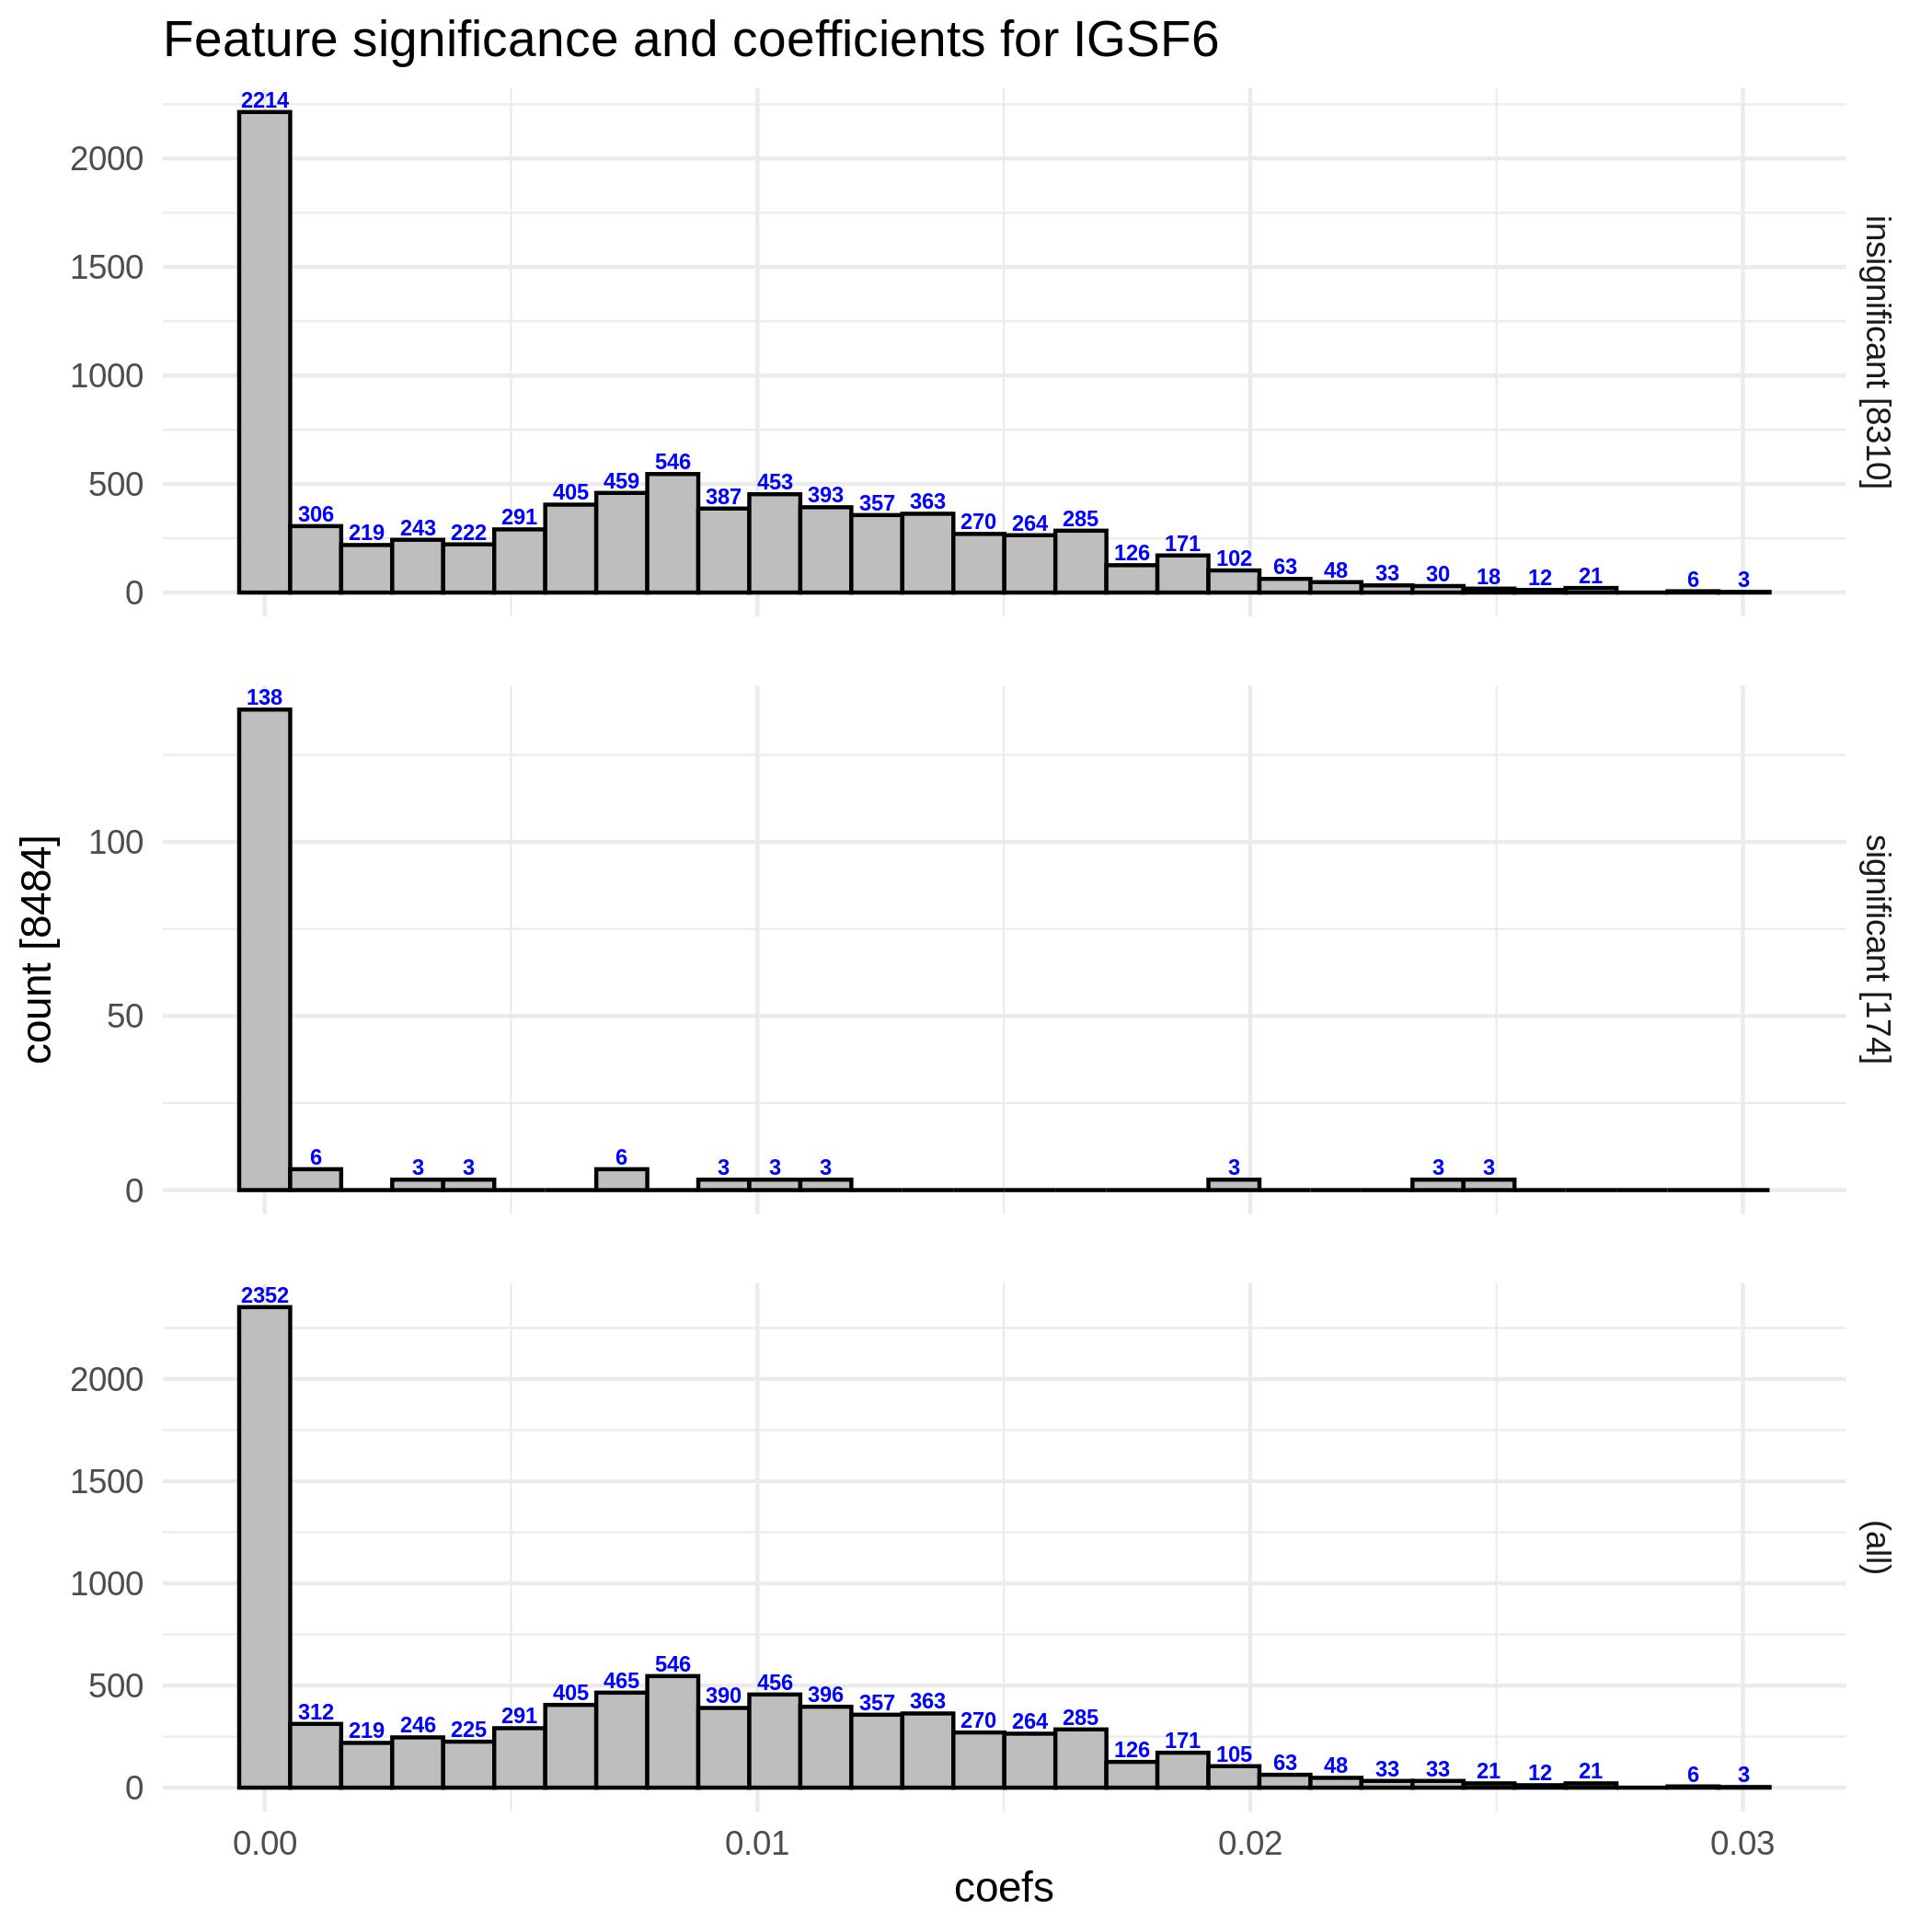 Feature significance and coefficients for IGSF6
2214
2000
1500
1000
500
0
306 219 243 222 291 405 459 546 387 453 393 357 363 270 264 285 126 171 102 63 48 33 30 18 12 21 6 3
insignificant [8310]
138
100
50
0
6 3 3 6 3 3 3 3 3 3
significant [174]
count [8484]
2352
2000
1500
1000
500
0
312 219 246 225 291 405 465 546 390 456 396 357 363 270 264 285 126 171 105 63 48 33 33 21 12 21 6 3
(all)
0.00 0.01 0.02 0.03
coefs